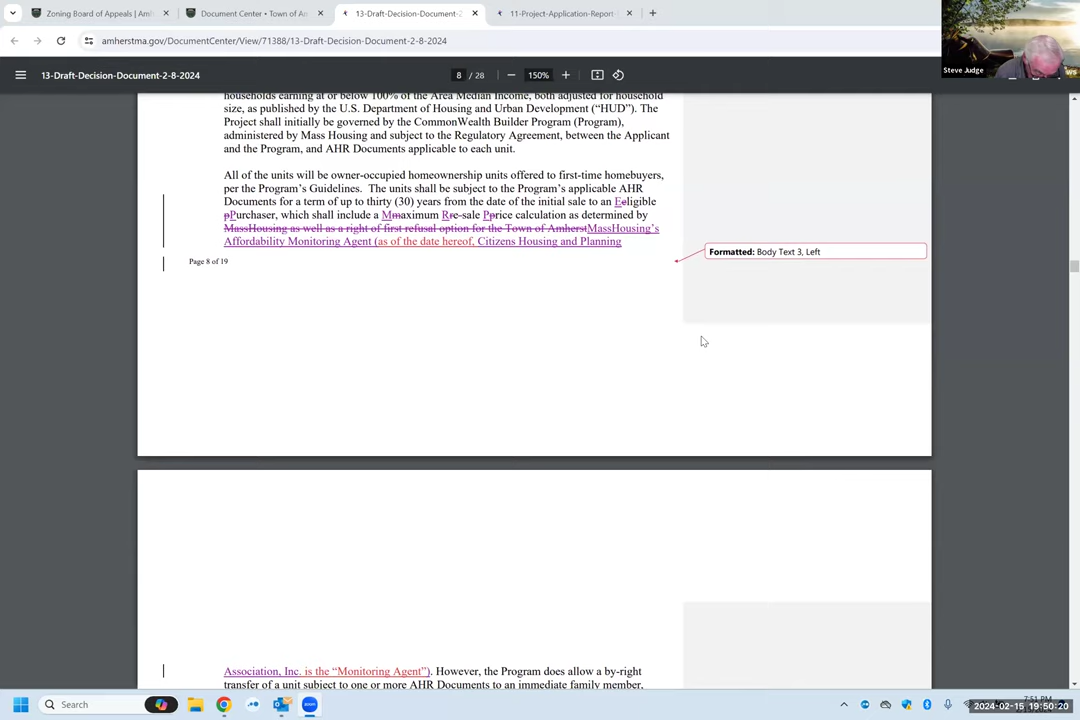 Zoning Board of Appeals | Amh
Document Center • Town of Am
13-Draft-Decision-Document-2-
11-Project-Application-Report-
amherstma.gov/DocumentCenter/View/71388/13-Draft-Decision-Document-2-8-2024
Steve Judge
13-Draft-Decision-Document-2-8-2024
8 / 28
150%
households earning at or below 100% of the Area Median Income, both adjusted for household
size, as published by the U.S. Department of Housing and Urban Development (“HUD”). The
Project shall initially be governed by the CommonWealth Builder Program (Program),
administered by Mass Housing and subject to the Regulatory Agreement, between the Applicant
and the Program, and AHR Documents applicable to each unit.
All of the units will be owner-occupied homeownership units offered to first-time homebuyers,
per the Program’s Guidelines. The units shall be subject to the Program’s applicable AHR
Documents for a term of up to thirty (30) years from the date of the initial sale to an Eeligible
pPurchaser, which shall include a Mmaximum Rre-sale Pprice calculation as determined by
MassHousing as well as a right of first refusal option for the Town of AmherstMassHousing’s
Affordability Monitoring Agent (as of the date hereof, Citizens Housing and Planning
Formatted: Body Text 3, Left
Page 8 of 19
Association, Inc. is the “Monitoring Agent”). However, the Program does allow a by-right
transfer of a unit subject to one or more AHR Documents to an immediate family member,
Search
7:51 PM
2024-02-15 19:50:20